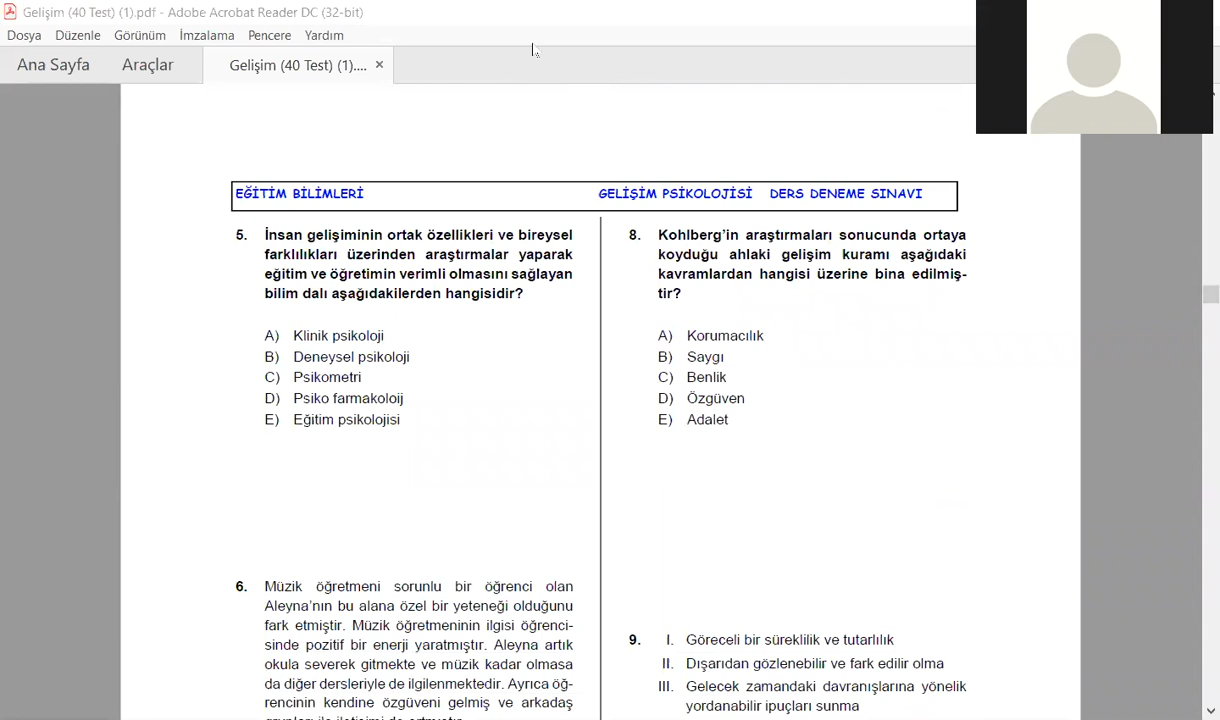 Gelişim (40 Test) (1).pdf - Adobe Acrobat Reader DC (32-bit)
Dosya Düzenle Görünüm İmzalama Pencere Yardım
Ana Sayfa Araçlar Gelişim (40 Test) (1).... ×
EĞİTİM BİLİMLERİ GELİŞİM PSİKOLOJİSİ DERS DENEME SINAVI
5. İnsan gelişiminin ortak özellikleri ve bireysel
farklılıkları üzerinden araştırmalar yaparak
eğitim ve öğretimin verimli olmasını sağlayan
bilim dalı aşağıdakilerden hangisidir?
A) Klinik psikoloji
B) Deneysel psikoloji
C) Psikometri
D) Psiko farmakoloij
E) Eğitim psikolojisi
6. Müzik öğretmeni sorunlu bir öğrenci olan
Aleyna’nın bu alana özel bir yeteneği olduğunu
fark etmiştir. Müzik öğretmeninin ilgisi öğrenci-
sinde pozitif bir enerji yaratmıştır. Aleyna artık
okula severek gitmekte ve müzik kadar olmasa
da diğer dersleriyle de ilgilenmektedir. Ayrıca öğ-
rencinin kendine özgüveni gelmiş ve arkadaş
8. Kohlberg’in araştırmaları sonucunda ortaya
koyduğu ahlaki gelişim kuramı aşağıdaki
kavramlardan hangisi üzerine bina edilmiş-
tir?
A) Korumacılık
B) Saygı
C) Benlik
D) Özgüven
E) Adalet
9. I. Göreceli bir süreklilik ve tutarlılık
II. Dışarıdan gözlenebilir ve fark edilir olma
III. Gelecek zamandaki davranışlarına yönelik
yordanabilir ipuçları sunma